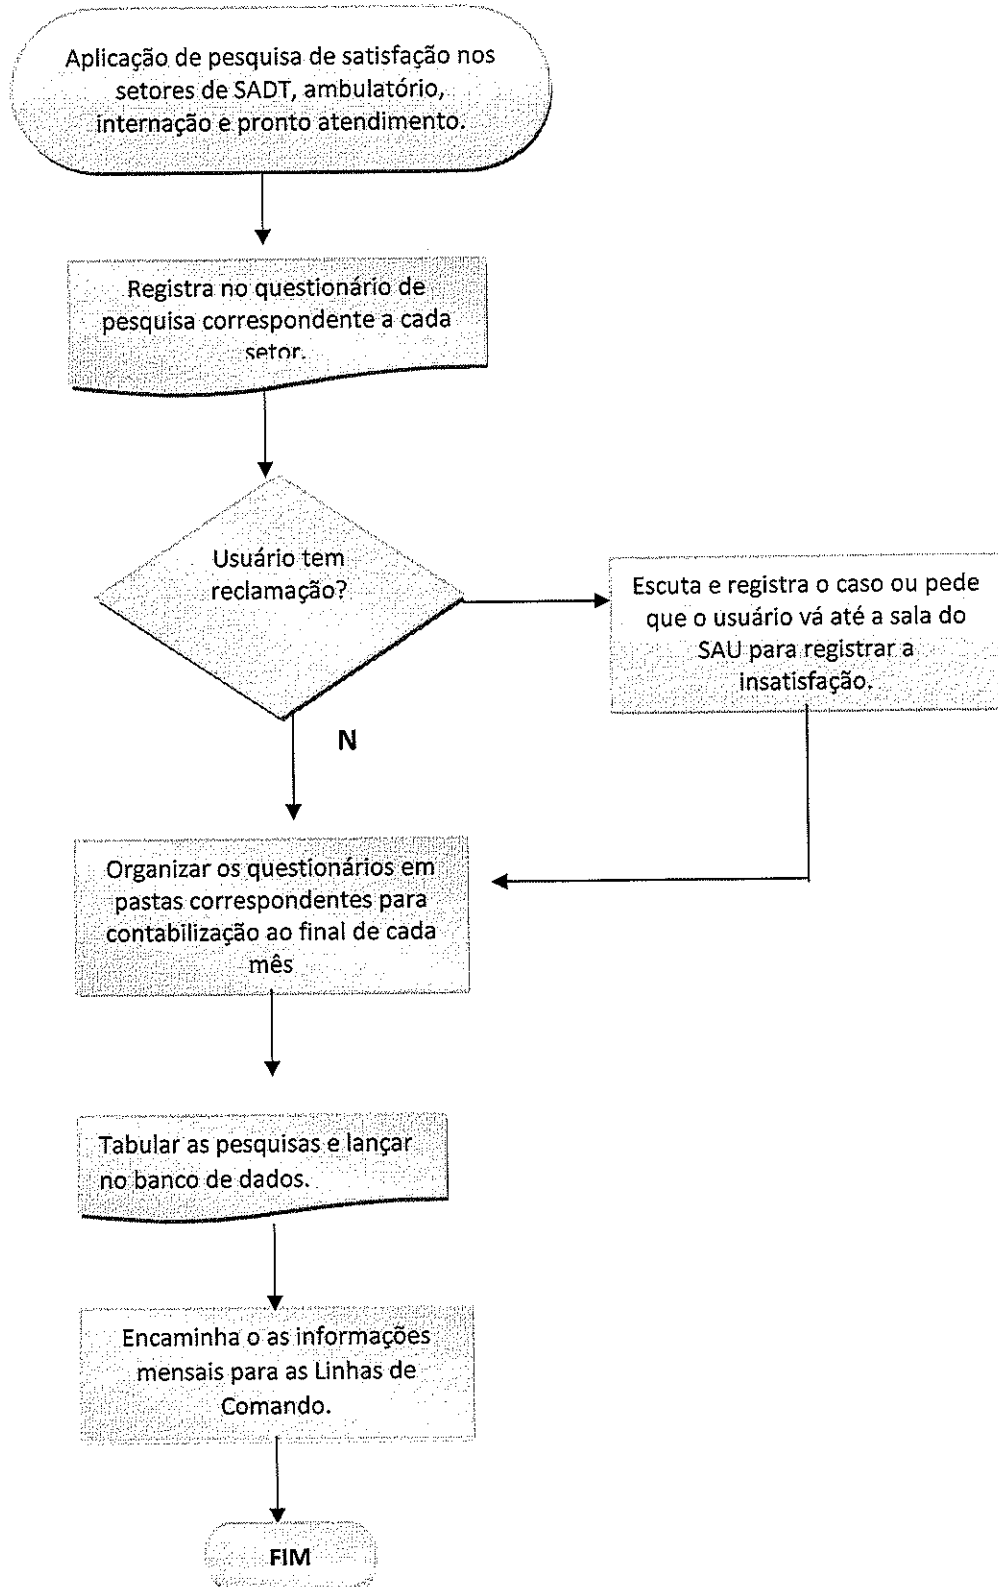 Aplicação de pesquisa de satisfação nos
setores de SADT, ambulatório,
internação e pronto atendimento.
Registra no questionário de
pesquisa correspondente a cada
setor.
Usuário tem
reclamação?
Escuta e registra o caso ou pede
que o usuário vá até a sala do
SAU para registrar a
insatisfação.
N
Organizar os questionários em
pastas correspondentes para
contabilização ao final de cada
mês
Tabular as pesquisas e lançar
no banco de dados.
Encaminha o as informações
mensais para as Linhas de
Comando.
FIM